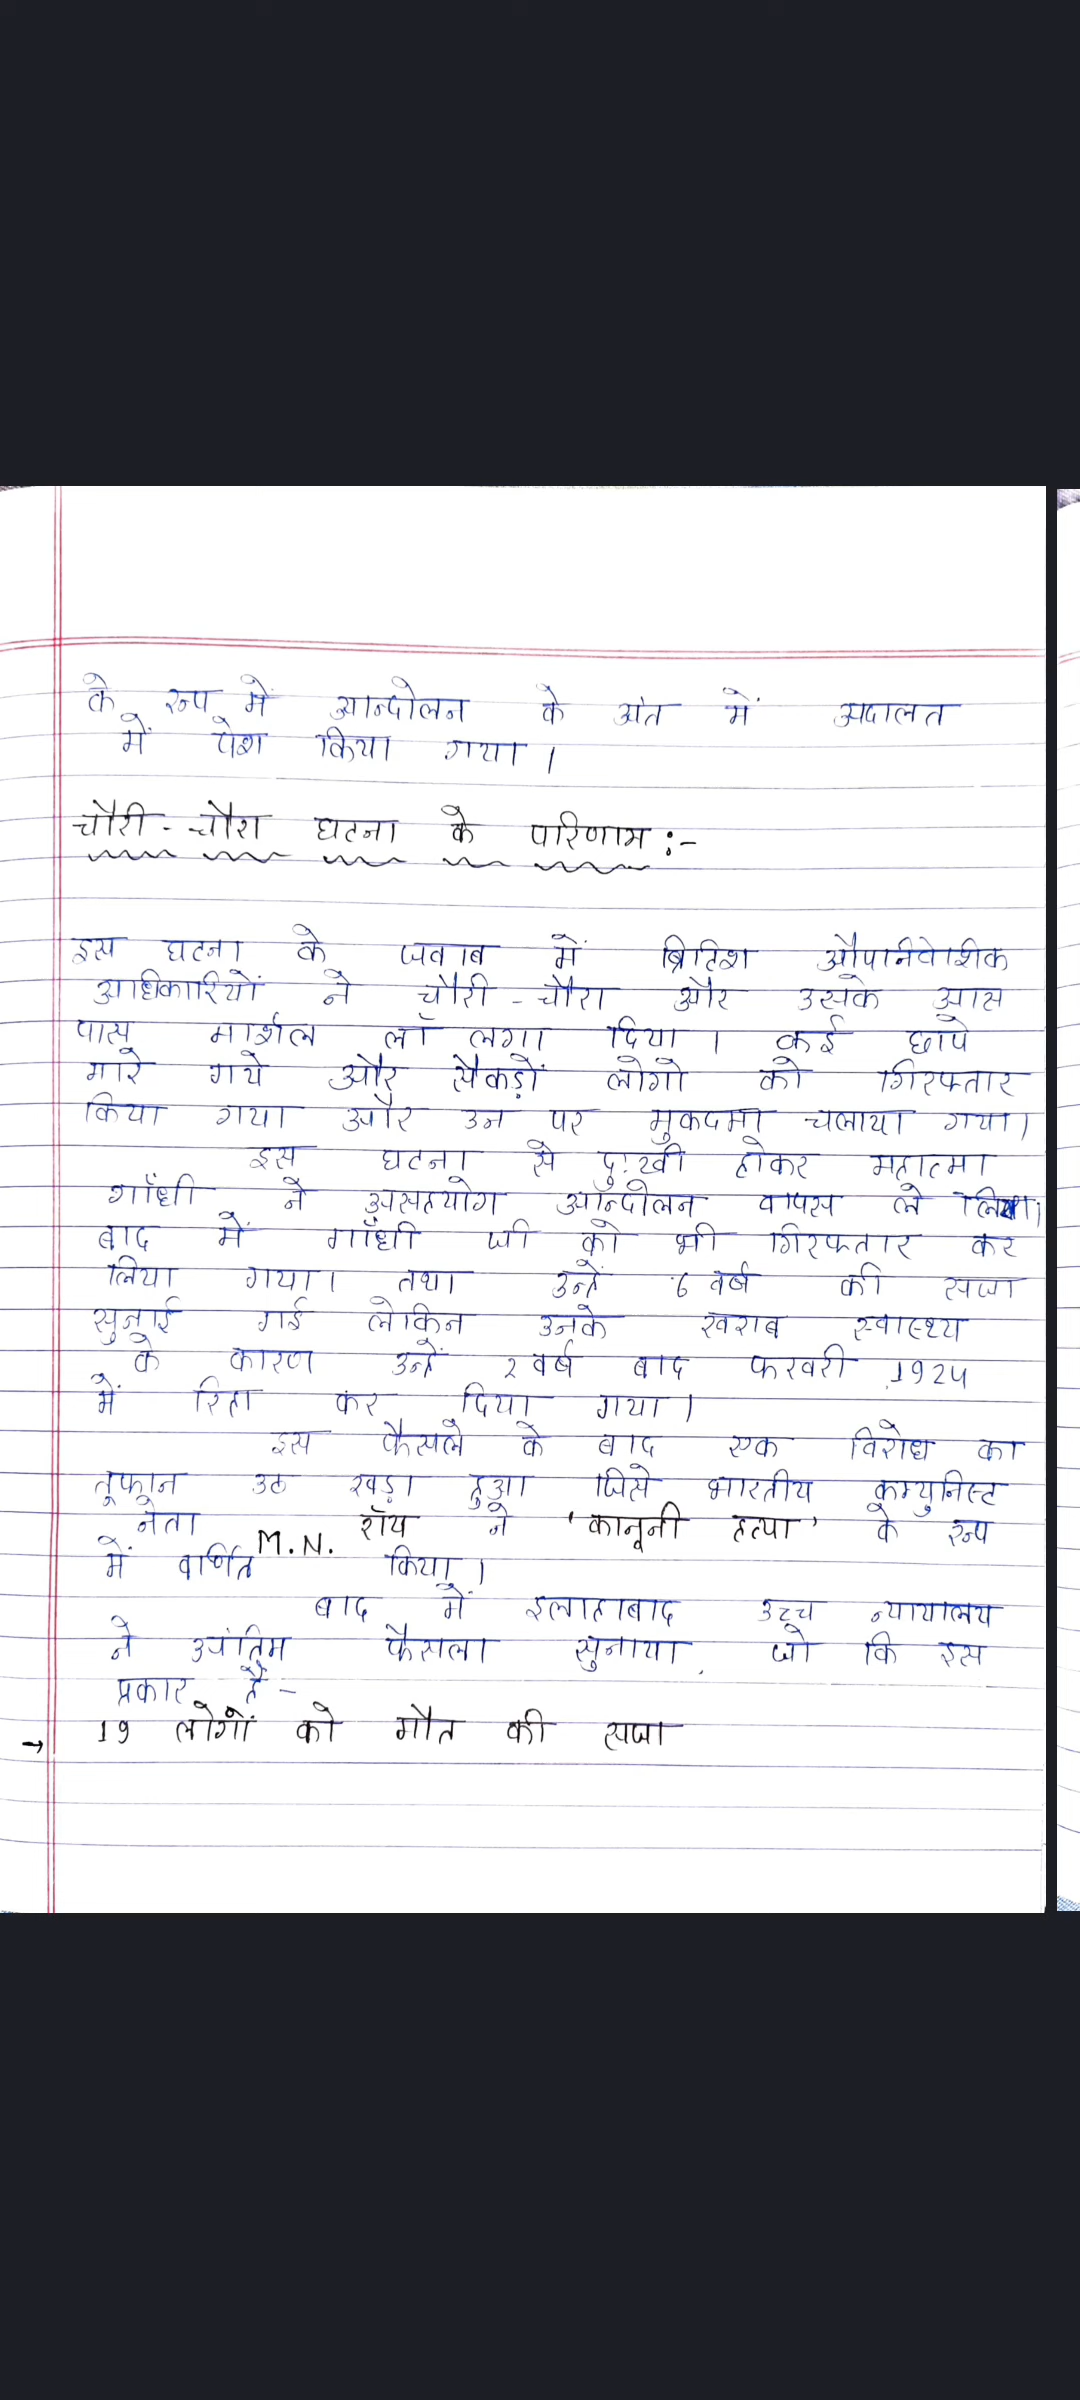 के रूप में आन्दोलन के अंत में अदालत
में पेश किया गया।
चौरी-चौरा घटना के परिणाम :-
इस घटना के जवाब में ब्रिटिश औपनिवेशिक
अधिकारियों ने चौरी-चौरा और उसके आस
पास मार्शल लॉ लगा दिया। कई छापे
मारे गये और सैकड़ों लोगो को गिरफ्तार
किया गया और उन पर मुकदमा चलाया गया।
इस घटना से दुःखी होकर महात्मा
गाँधी ने असहयोग आन्दोलन वापस ले लिया।
बाद में गाँधी जी को भी गिरफ्तार कर
लिया गया। तथा उन्हें 6 वर्ष की सजा
सुनाई गई लेकिन उनके खराब स्वास्थ्य
के कारण उन्हें 2 वर्ष बाद फरवरी 1924
में रिहा कर दिया गया।
इस फैसले के बाद एक विरोध का
तूफान उठ खड़ा हुआ जिसे भारतीय कम्युनिस्ट
नेता M.N. रॉय ने 'कानूनी हत्या' के रूप
में वर्णित किया।
बाद में इलाहाबाद उच्च न्यायालय
ने अंतिम फैसला सुनाया, जो कि इस
प्रकार है -
→ 19 लोगों को मौत की सजा